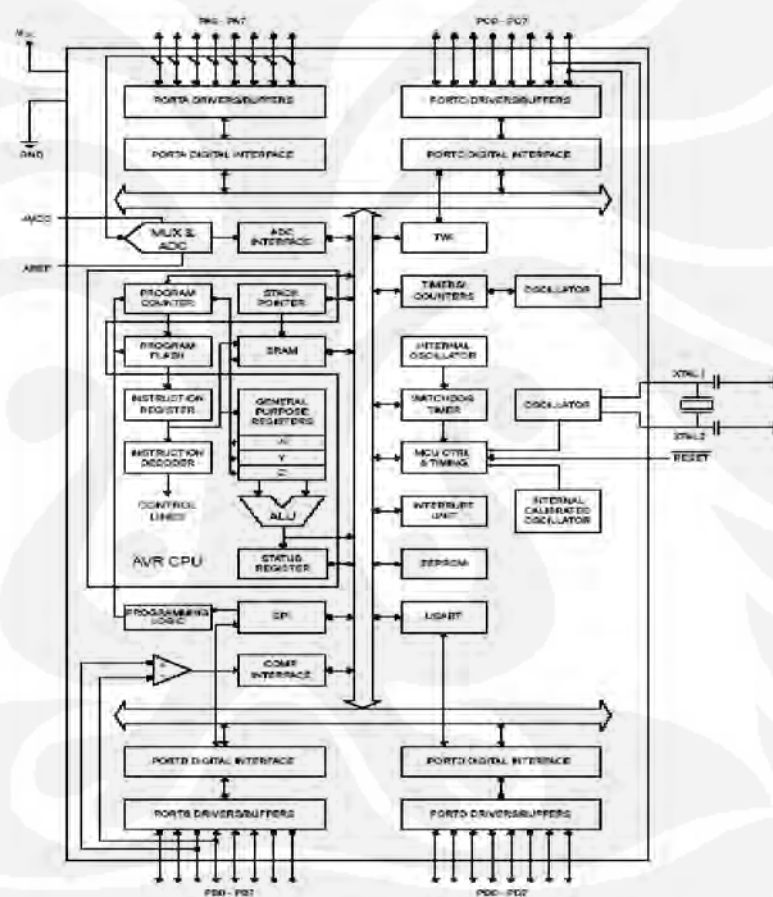 PA0 - PA7
PC0 - PC7
VCC
GND
PORTA DRIVERS/BUFFERS
PORTC DRIVERS/BUFFERS
PORTA DIGITAL INTERFACE
PORTC DIGITAL INTERFACE
AVCC
AREF
MUX &
ADC
ADC
INTERFACE
TWI
PROGRAM
COUNTER
STACK
POINTER
TIMERS/
COUNTERS
OSCILLATOR
PROGRAM
FLASH
SRAM
INTERNAL
OSCILLATOR
XTAL1
INSTRUCTION
REGISTER
GENERAL
PURPOSE
REGISTERS
X
Y
Z
WATCHDOG
TIMER
OSCILLATOR
XTAL2
INSTRUCTION
DECODER
MCU CTRL
& TIMING
RESET
CONTROL
LINES
ALU
INTERRUPT
UNIT
INTERNAL
CALIBRATED
OSCILLATOR
AVR CPU
STATUS
REGISTER
EEPROM
PROGRAMMING
LOGIC
SPI
USART
+
-
COMP.
INTERFACE
PORTB DIGITAL INTERFACE
PORTD DIGITAL INTERFACE
PORTB DRIVERS/BUFFERS
PORTD DRIVERS/BUFFERS
PB0 - PB7
PD0 - PD7